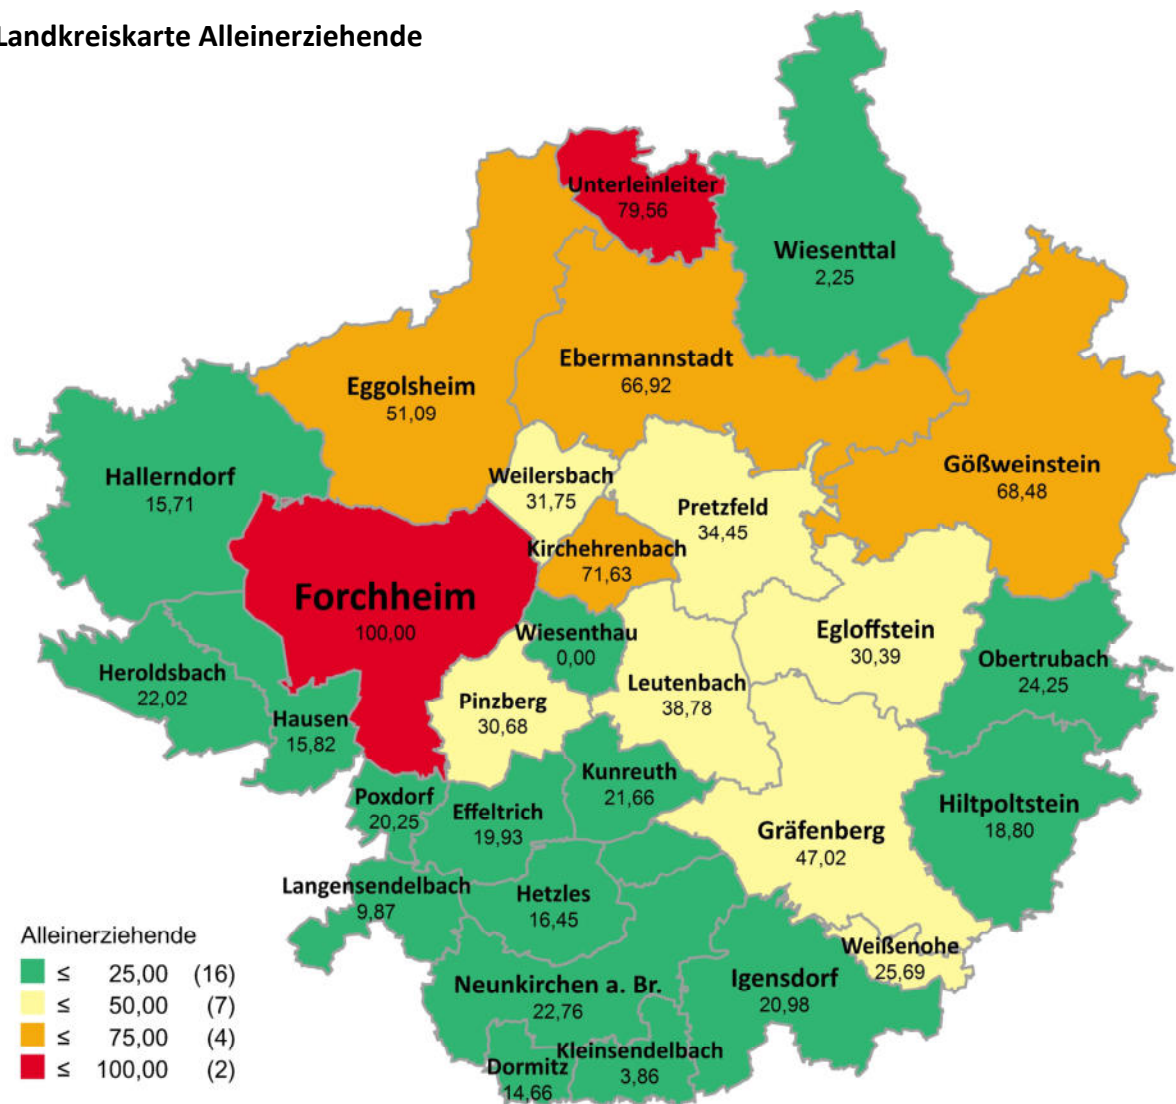 Landkreiskarte Alleinerziehende
Unterleinleiter
79,56
Wiesenttal
2,25
Ebermannstadt
66,92
Eggolsheim
51,09
Gößweinstein
68,48
Hallerndorf
15,71
Weilersbach
31,75
Pretzfeld
34,45
Kirchehrenbach
71,63
Forchheim
100,00
Wiesenthau
0,00
Egloffstein
30,39
Obertrubach
24,25
Heroldsbach
22,02
Leutenbach
38,78
Pinzberg
30,68
Hausen
15,82
Kunreuth
21,66
Poxdorf
20,25
Effeltrich
19,93
Hiltpoltstein
18,80
Gräfenberg
47,02
Langensendelbach
9,87
Hetzles
16,45
Weißenohe
25,69
Neunkirchen a. Br.
22,76
Igensdorf
20,98
Kleinsendelbach
3,86
Dormitz
14,66
Alleinerziehende
≤ 25,00 (16)
≤ 50,00 (7)
≤ 75,00 (4)
≤ 100,00 (2)